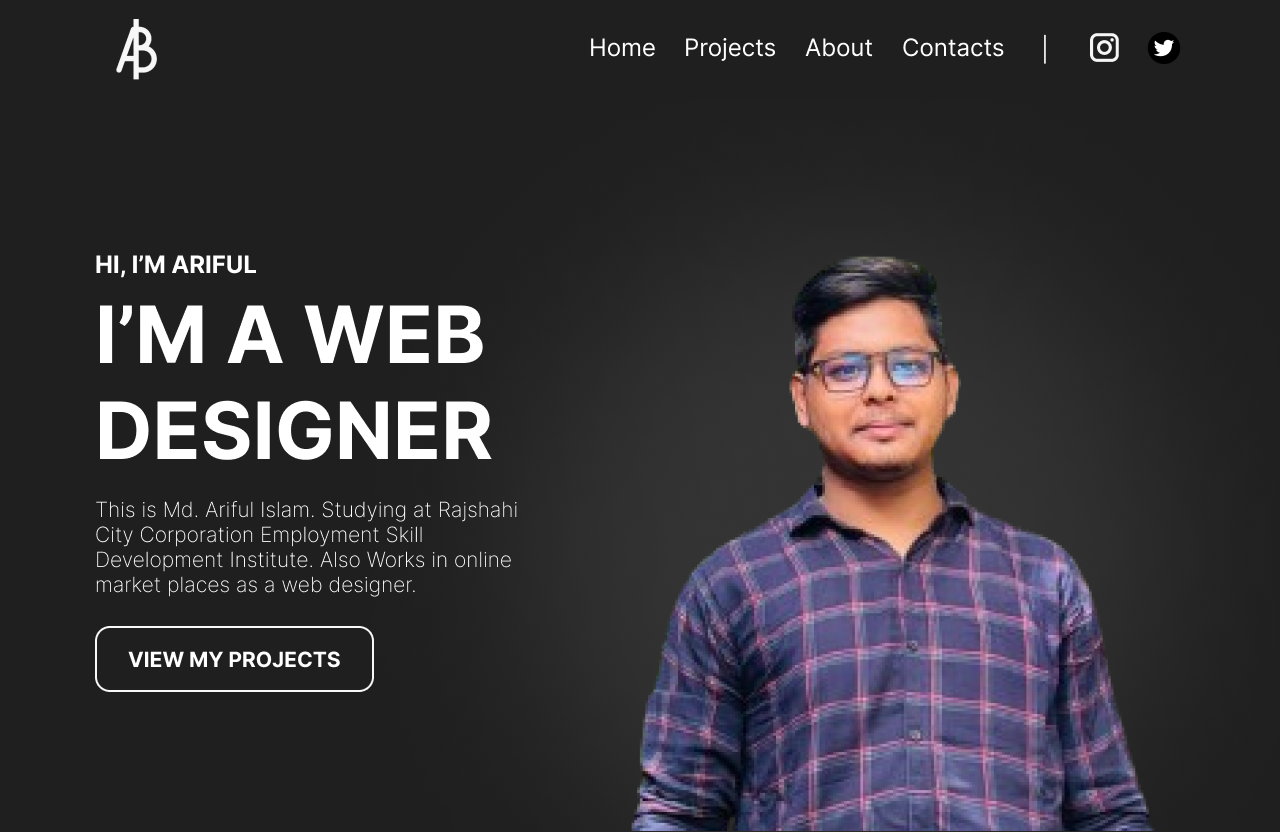 AB
Home Projects About Contacts |
HI, I’M ARIFUL
I’M A WEB
DESIGNER
This is Md. Ariful Islam. Studying at Rajshahi
City Corporation Employment Skill
Development Institute. Also Works in online
market places as a web designer.
VIEW MY PROJECTS